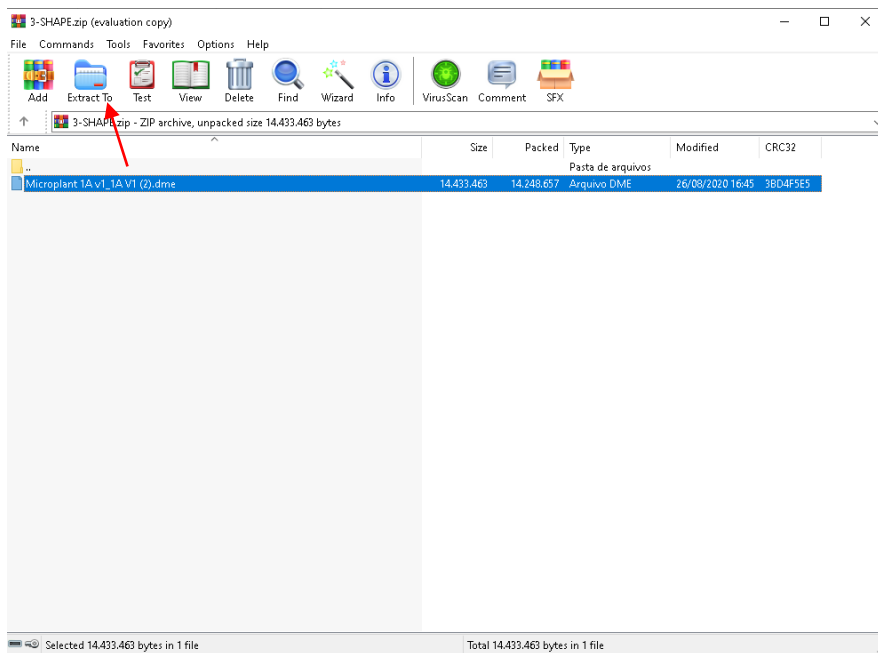 3-SHAPE.zip (evaluation copy)
File Commands Tools Favorites Options Help
Add Extract To Test View Delete Find Wizard Info VirusScan Comment SFX
3-SHAPE.zip - ZIP archive, unpacked size 14.433.463 bytes
Name Size Packed Type Modified CRC32
.. Pasta de arquivos
Microplant 1A v1_1A V1 (2).dme 14.433.463 14.248.657 Arquivo DME 26/08/2020 16:45 3BD4F5E5
Selected 14.433.463 bytes in 1 file Total 14.433.463 bytes in 1 file